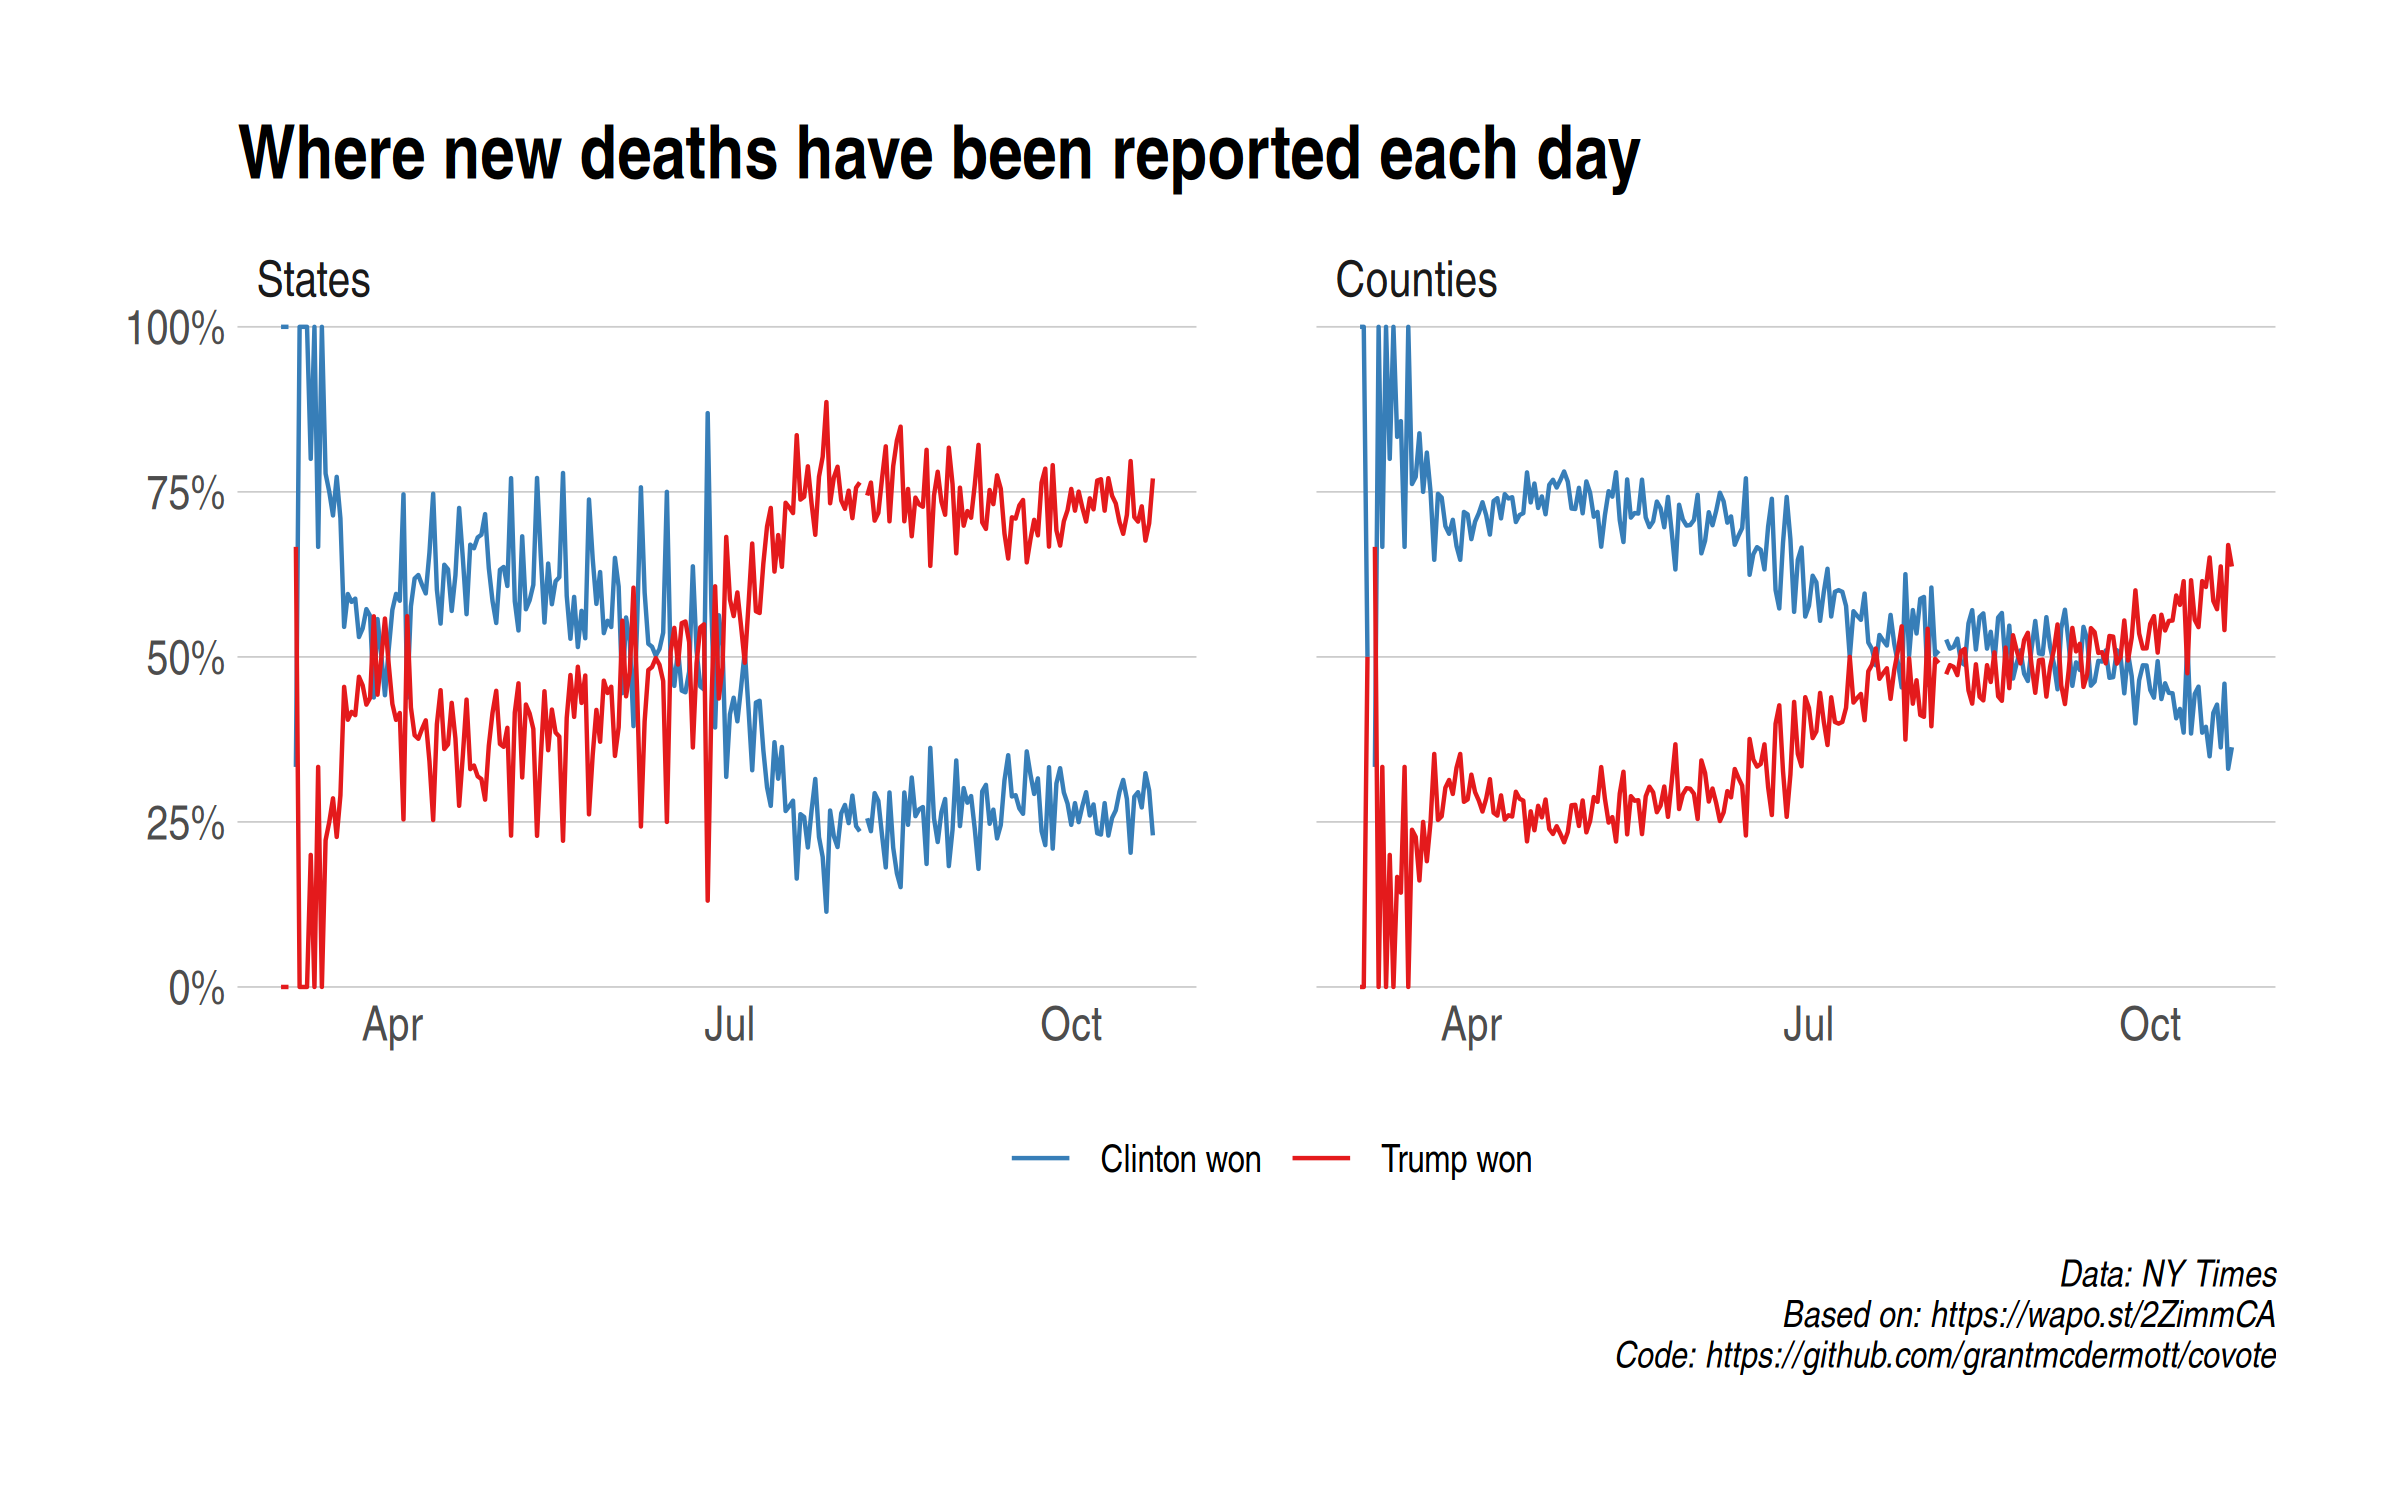 Where new deaths have been reported each day
States
Counties
100%
75%
50%
25%
0%
Apr
Jul
Oct
Apr
Jul
Oct
Clinton won
Trump won
Data: NY Times
Based on: https://wapo.st/2ZimmCA
Code: https://github.com/grantmcdermott/covote